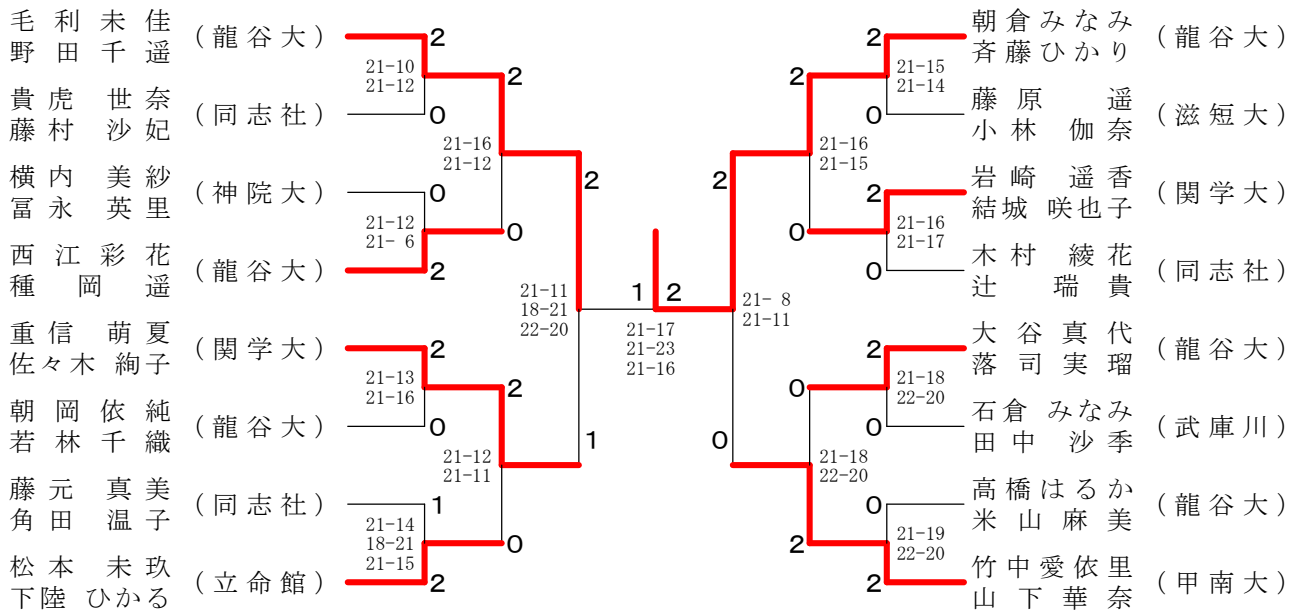 毛利未佳
野田千遥
(龍谷大)
2
21-10
21-12
貴虎 世奈
藤村 沙妃
(同志社)
0
2
21-16
21-12
横内 美紗
冨永 英里
(神院大)
0
21-12
21- 6
西江彩花
種岡遥
(龍谷大)
2
0
2
21-11
18-21
22-20
重信 萌夏
佐々木 絢子
(関学大)
2
21-13
21-16
朝岡依純
若林千織
(龍谷大)
0
2
21-12
21-11
藤元 真美
角田 温子
(同志社)
1
21-14
18-21
21-15
松本 未玖
下陸 ひかる
(立命館)
2
0
1
1 2
21-17
21-23
21-16
朝倉みなみ
斉藤ひかり
(龍谷大)
2
21-15
21-14
藤原 遥
小林 伽奈
(滋短大)
0
2
21-16
21-15
岩崎 遥香
結城 咲也子
(関学大)
2
21-16
21-17
木村 綾花
辻 瑞貴
(同志社)
0
0
2
21- 8
21-11
大谷真代
落司実瑠
(龍谷大)
2
21-18
22-20
石倉 みなみ
田中 沙季
(武庫川)
0
0
21-18
22-20
高橋はるか
米山麻美
(龍谷大)
0
21-19
22-20
竹中愛依里
山下華奈
(甲南大)
2
2
0